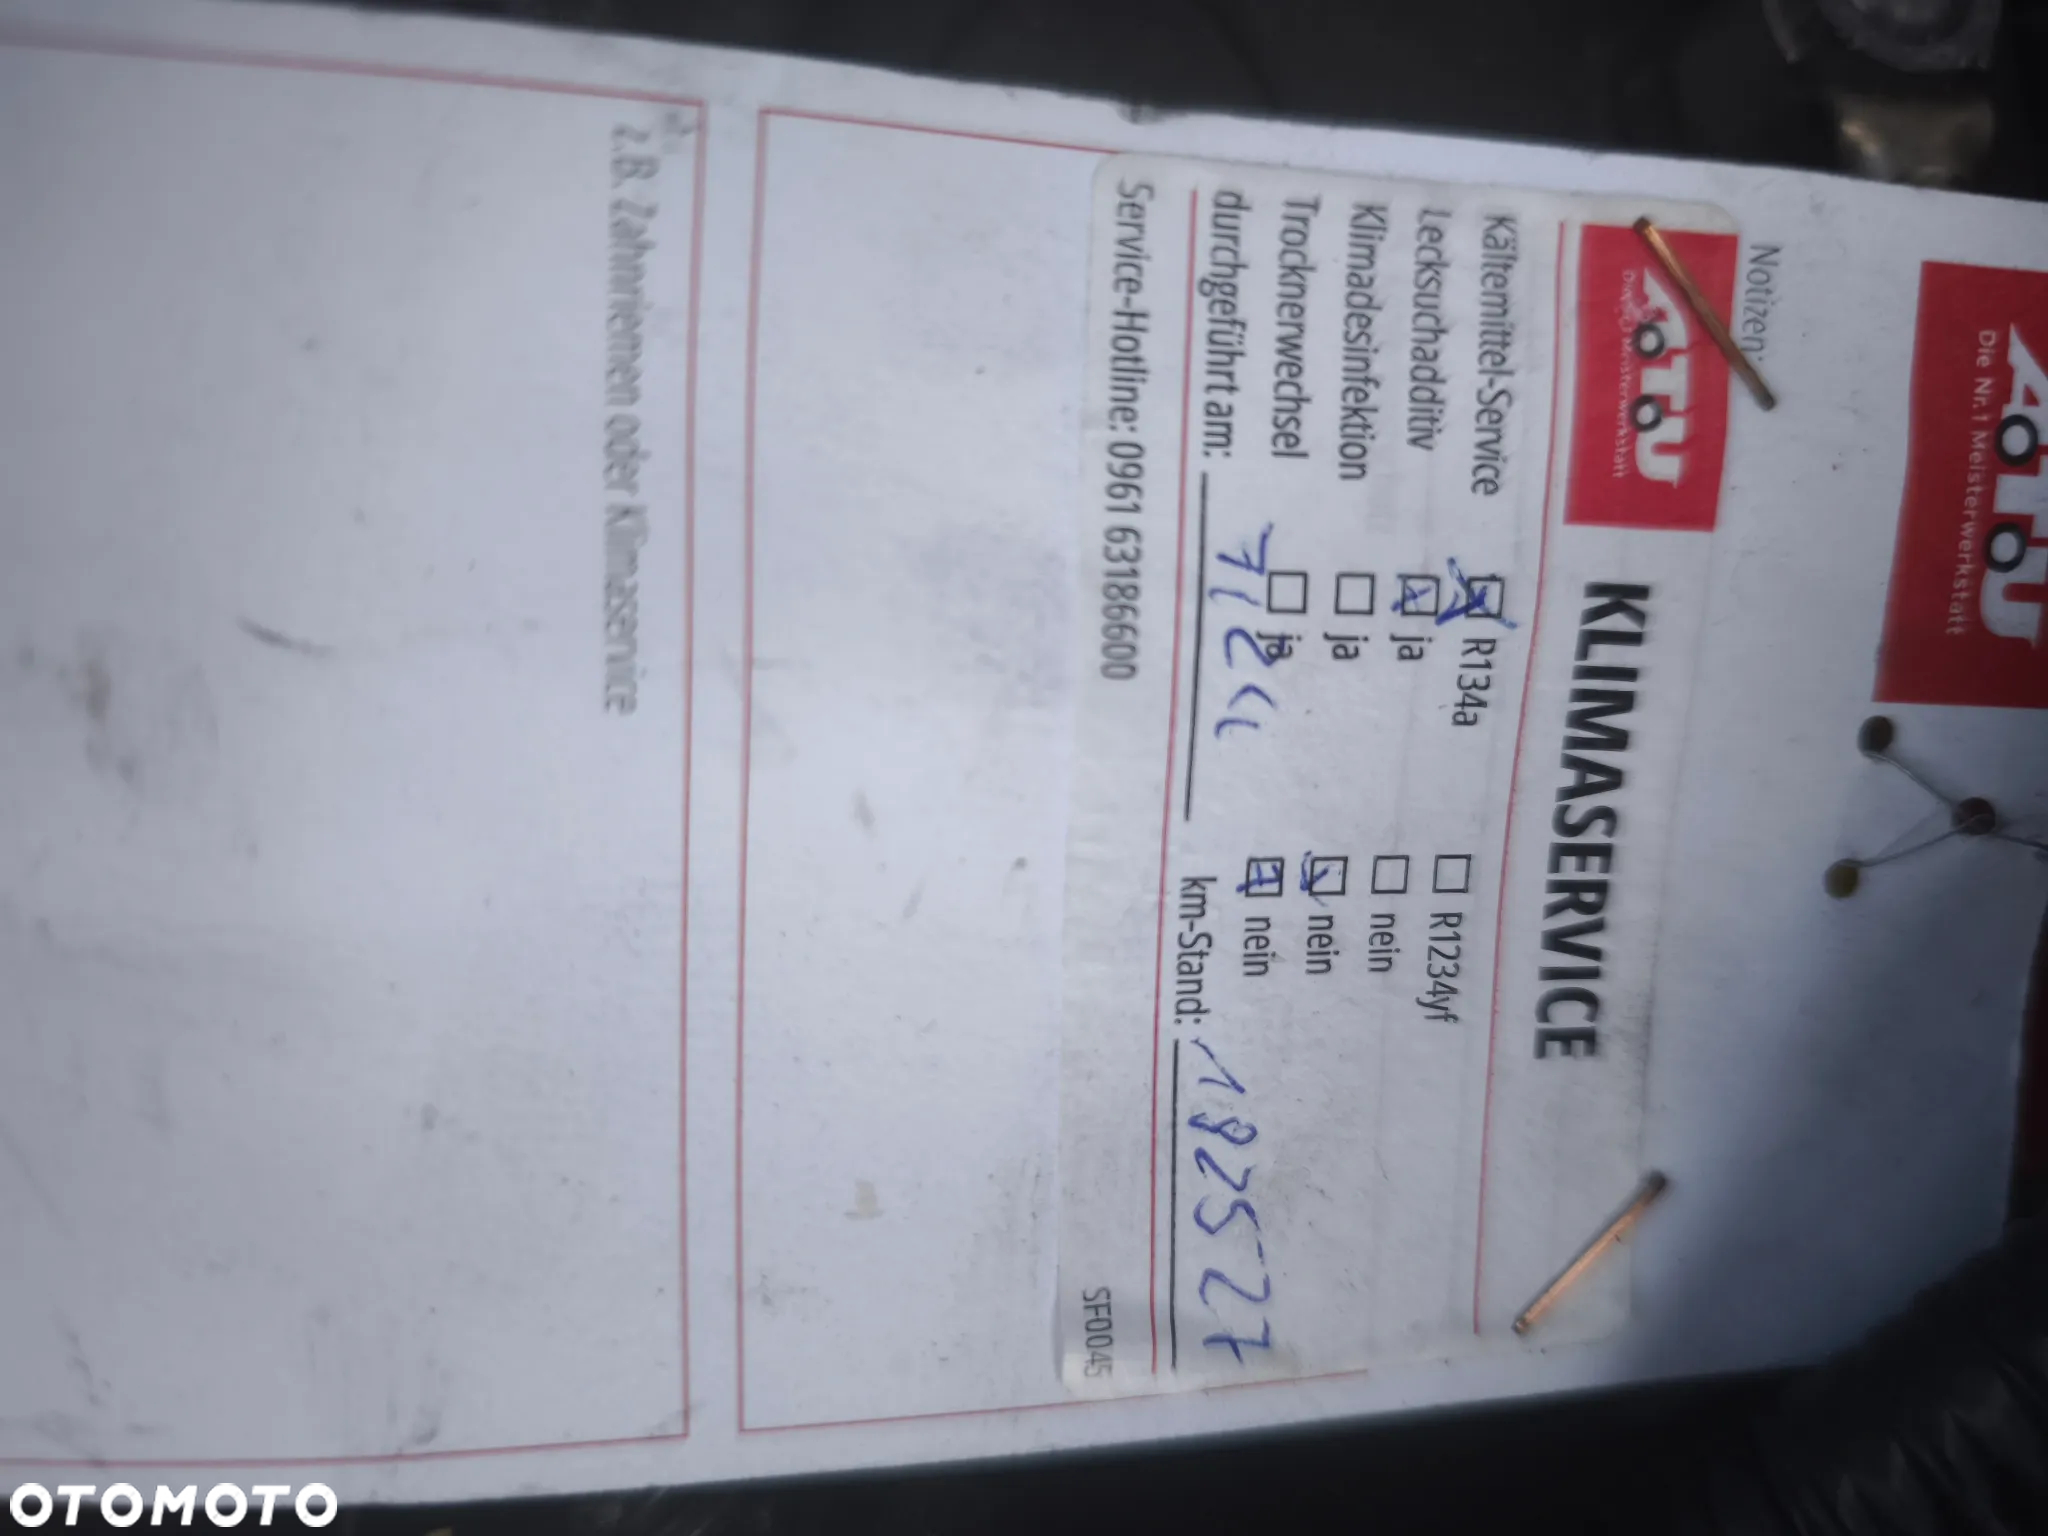 ATU
Die Nr.1 Meisterwerkstatt
Notizen:
ATU
KLIMASERVICE
Kältemittel-Service R134a R1234yf
Lecksuchadditiv ja nein
Klimadesinfektion ja nein
Trocknerwechsel ja nein
durchgeführt am: km-Stand: 182527
Service-Hotline: 0961 63186600 SF0045
z.B. Zahnriemen oder Klimaservice
OTOMOTO